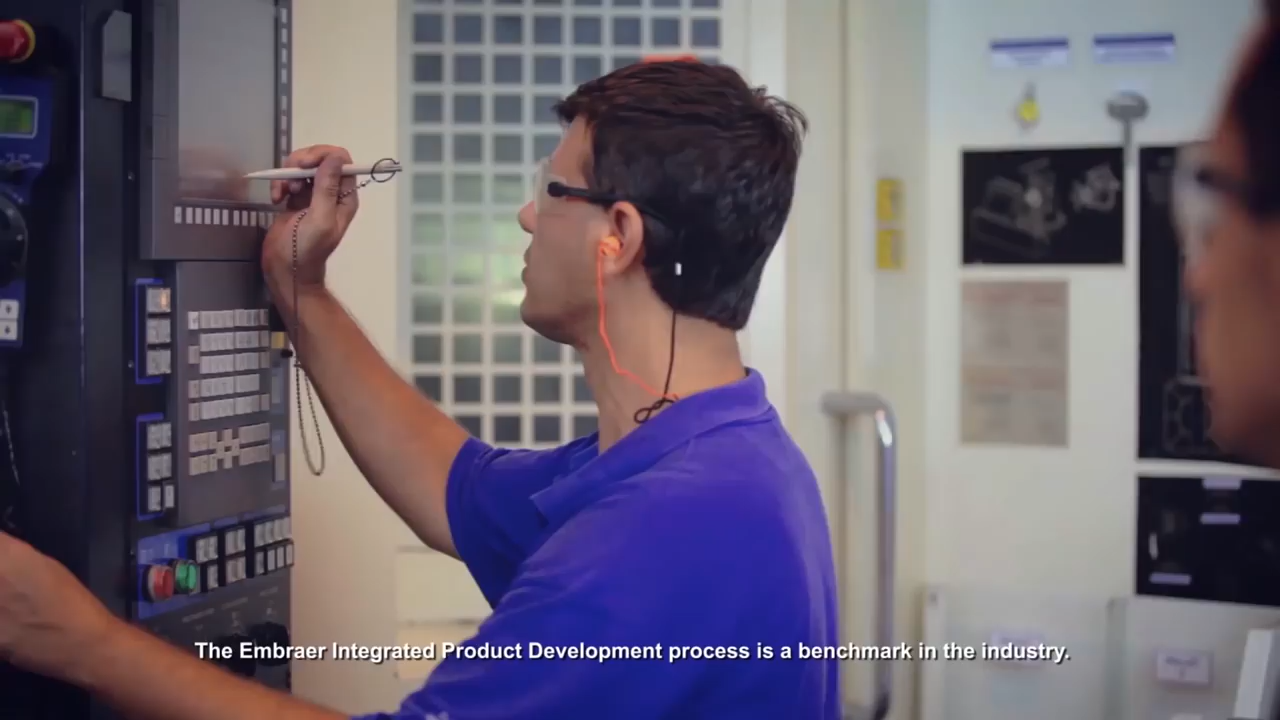 The Embraer Integrated Product Development process is a benchmark in the industry.